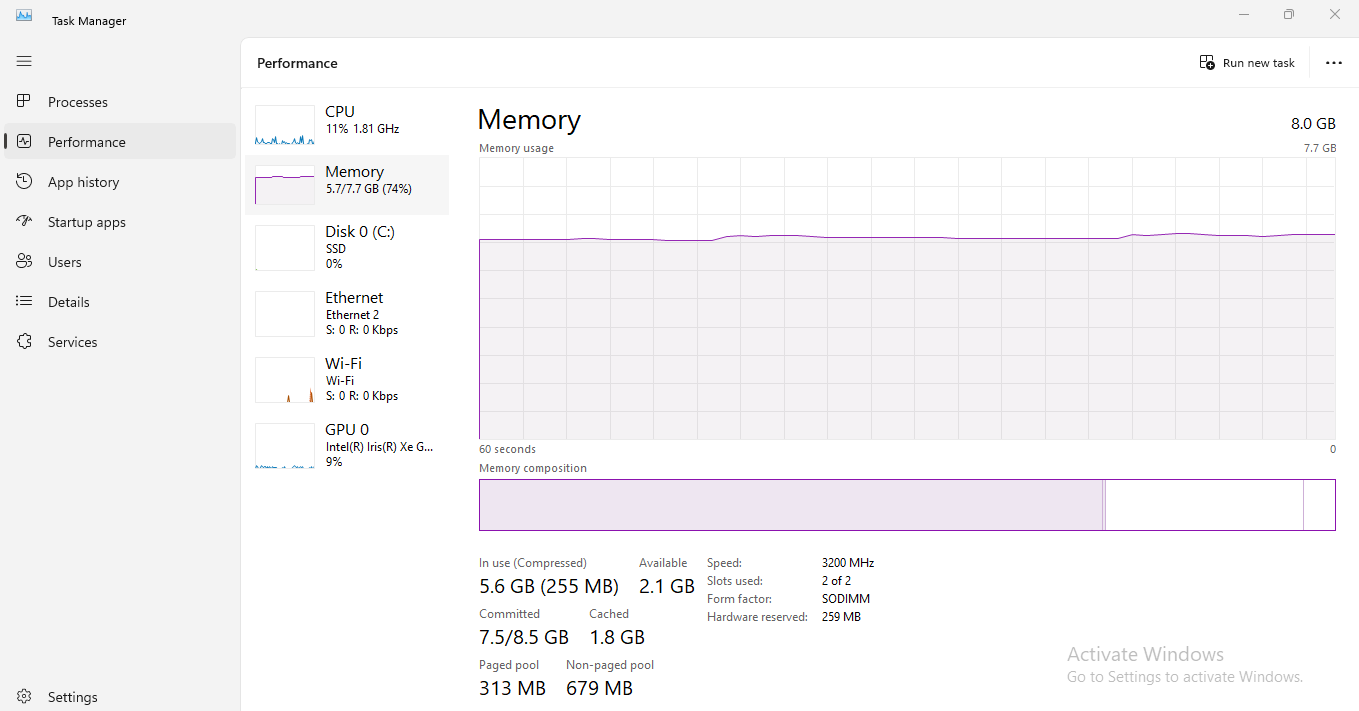 Task Manager
Processes
Performance
App history
Startup apps
Users
Details
Services
Settings
Performance
Run new task
CPU
11% 1.81 GHz
Memory
5.7/7.7 GB (74%)
Disk 0 (C:)
SSD
0%
Ethernet
Ethernet 2
S: 0 R: 0 Kbps
Wi-Fi
Wi-Fi
S: 0 R: 0 Kbps
GPU 0
Intel(R) Iris(R) Xe G...
9%
Memory 8.0 GB
Memory usage 7.7 GB
60 seconds 0
Memory composition
In use (Compressed) Available
5.6 GB (255 MB) 2.1 GB
Committed Cached
7.5/8.5 GB 1.8 GB
Paged pool Non-paged pool
313 MB 679 MB
Speed: 3200 MHz
Slots used: 2 of 2
Form factor: SODIMM
Hardware reserved: 259 MB
Activate Windows
Go to Settings to activate Windows.